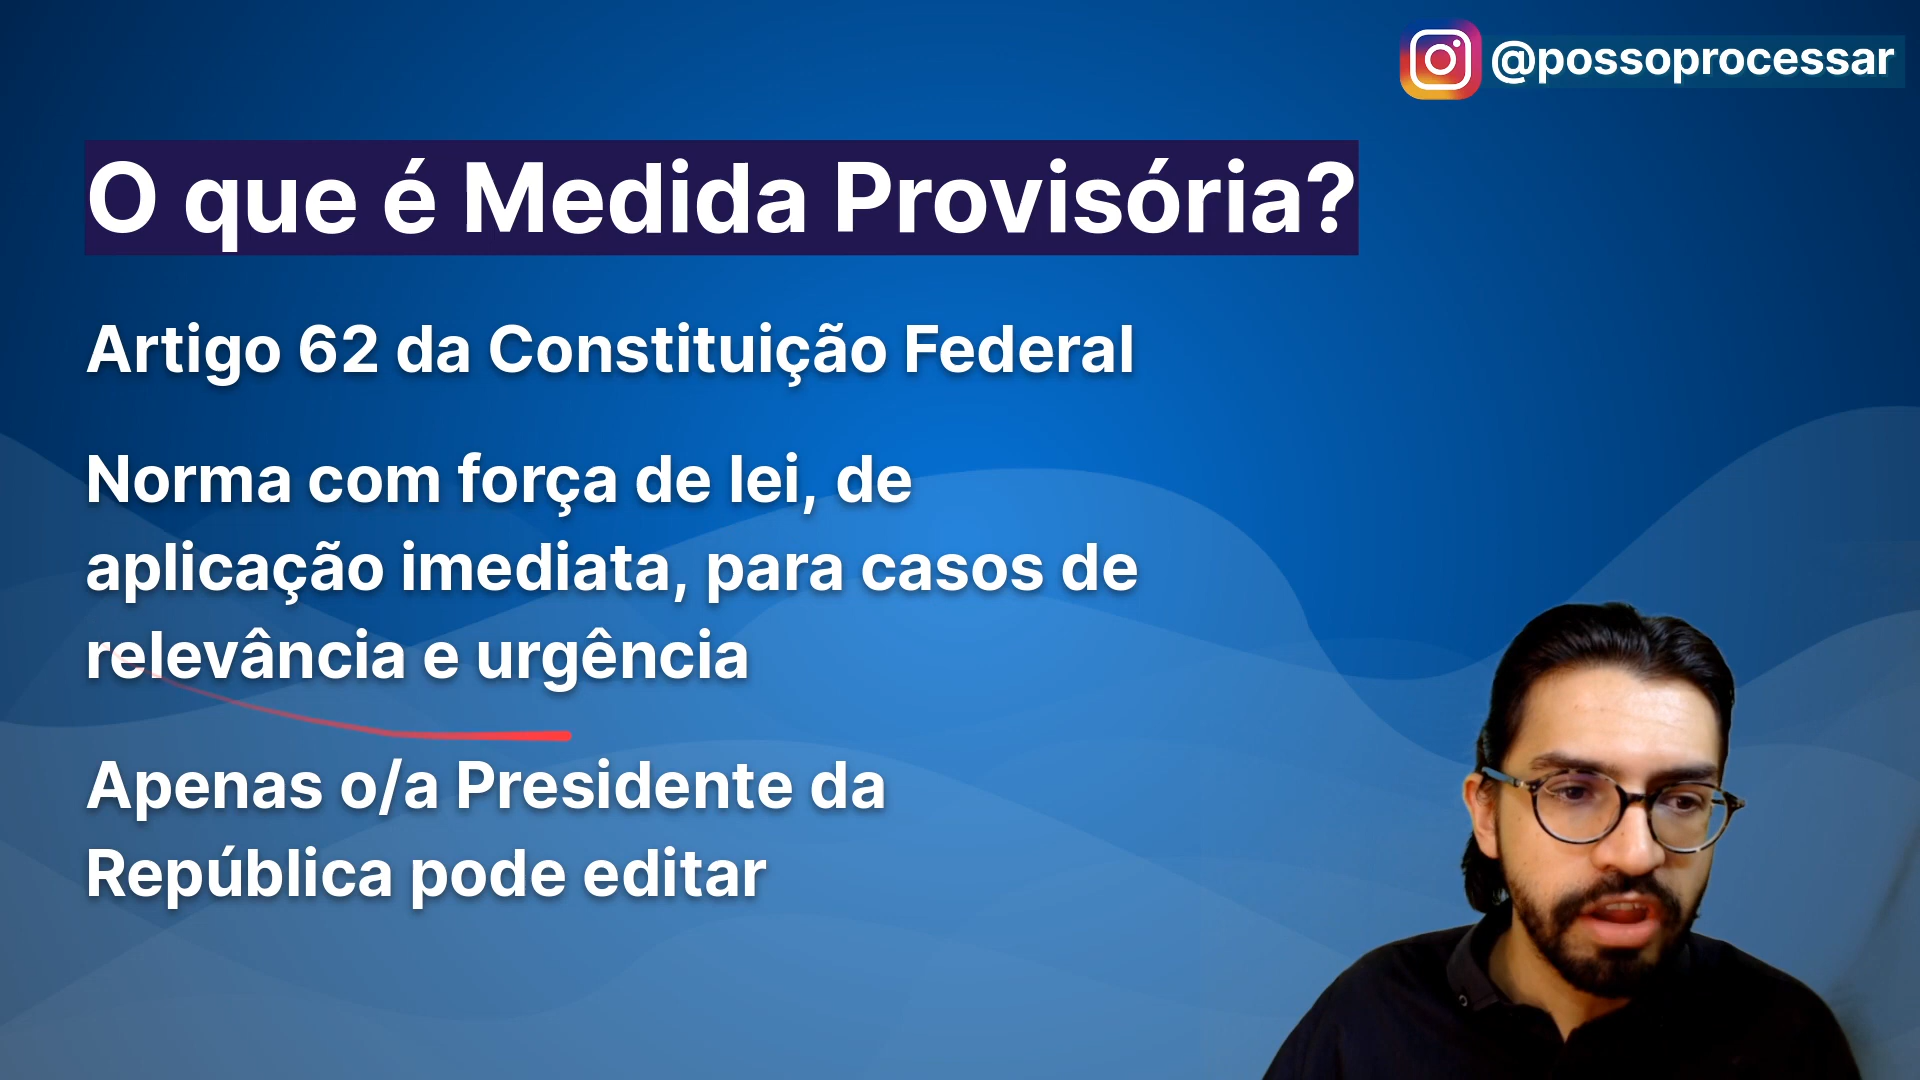 @possoprocessar
O que é Medida Provisória?
Artigo 62 da Constituição Federal
Norma com força de lei, de
aplicação imediata, para casos de
relevância e urgência
Apenas o/a Presidente da
República pode editar